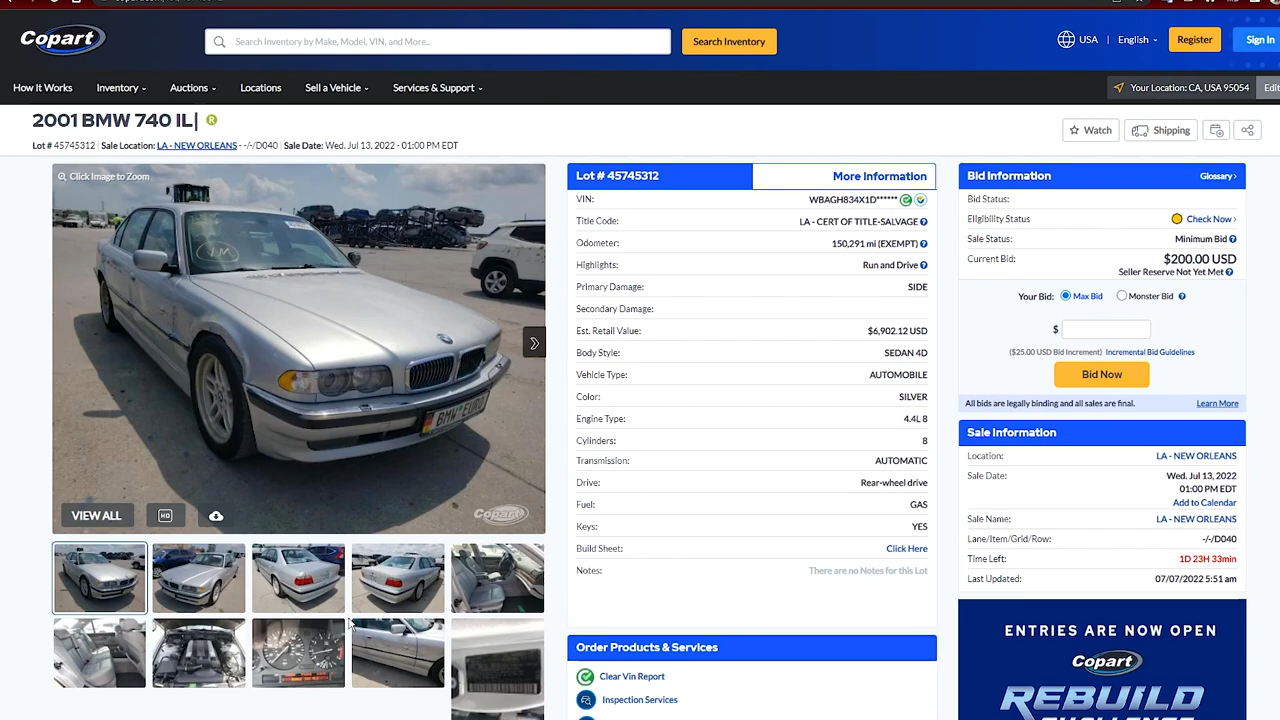 Copart
Search Inventory by Make, Model, VIN, and More..
Search Inventory
USA | English
Register
Sign In
How It Works
Inventory
Auctions
Locations
Sell a Vehicle
Services & Support
Your Location: CA, USA 95054
2001 BMW 740 IL
R
Lot # 45745312 | Sale Location: LA - NEW ORLEANS - -/-/D040 | Sale Date: Wed. Jul 13, 2022 - 01:00 PM EDT
Watch
Shipping
Click Image to Zoom
BMW EURO
VIEW ALL
HD
Copart
Lot # 45745312
More Information
VIN: WBAGH834X1D******
Title Code: LA - CERT OF TITLE-SALVAGE
Odometer: 150,291 mi (EXEMPT)
Highlights: Run and Drive
Primary Damage: SIDE
Secondary Damage:
Est. Retail Value: $6,902.12 USD
Body Style: SEDAN 4D
Vehicle Type: AUTOMOBILE
Color: SILVER
Engine Type: 4.4L 8
Cylinders: 8
Transmission: AUTOMATIC
Drive: Rear-wheel drive
Fuel: GAS
Keys: YES
Build Sheet: Click Here
Notes: There are no Notes for this Lot
Order Products & Services
Clear Vin Report
Inspection Services
Bid Information
Glossary
Bid Status:
Eligibility Status Check Now
Sale Status: Minimum Bid
Current Bid: $200.00 USD
Seller Reserve Not Yet Met
Your Bid: Max Bid Monster Bid
$
($25.00 USD Bid Increment) Incremental Bid Guidelines
Bid Now
All bids are legally binding and all sales are final. Learn More
Sale Information
Location: LA - NEW ORLEANS
Sale Date: Wed. Jul 13, 2022
01:00 PM EDT
Add to Calendar
Sale Name: LA - NEW ORLEANS
Lane/Item/Grid/Row: -/-/D040
Time Left: 1D 23H 33min
Last Updated: 07/07/2022 5:51 am
ENTRIES ARE NOW OPEN
Copart
REBUILD